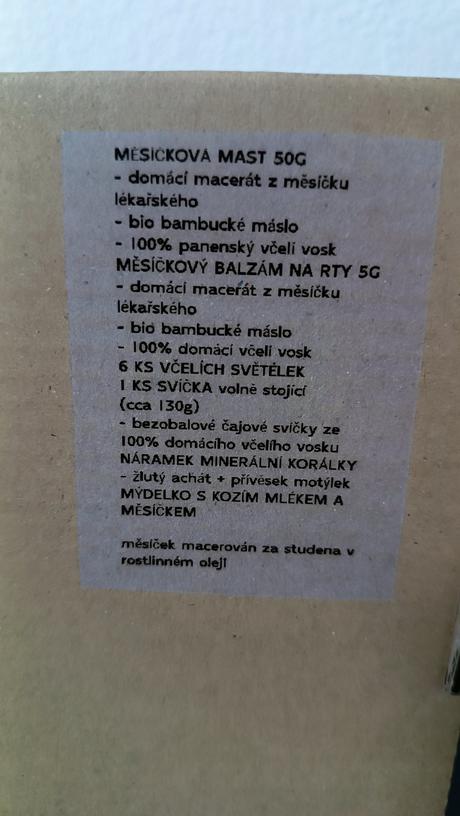 MĚSÍČKOVÁ MAST 50G
- domácí macerát z měsíčku
lékařského
- bio bambucké máslo
- 100% panenský včelí vosk
MĚSÍČKOVÝ BALZÁM NA RTY 5G
- domácí macerát z měsíčku
lékařského
- bio bambucké máslo
- 100% domácí včelí vosk
6 KS VČELÍCH SVĚTÉLEK
1 KS SVÍČKA volně stojící
(cca 130g)
- bezobalové čajové svíčky ze
100% domácího včelího vosku
NÁRAMEK MINERÁLNÍ KORÁLKY
- žlutý achát + přívěsek motýlek
MÝDELKO S KOZÍM MLÉKEM A
MĚSÍČKEM
měsíček macerován za studena v
rostlinném oleji